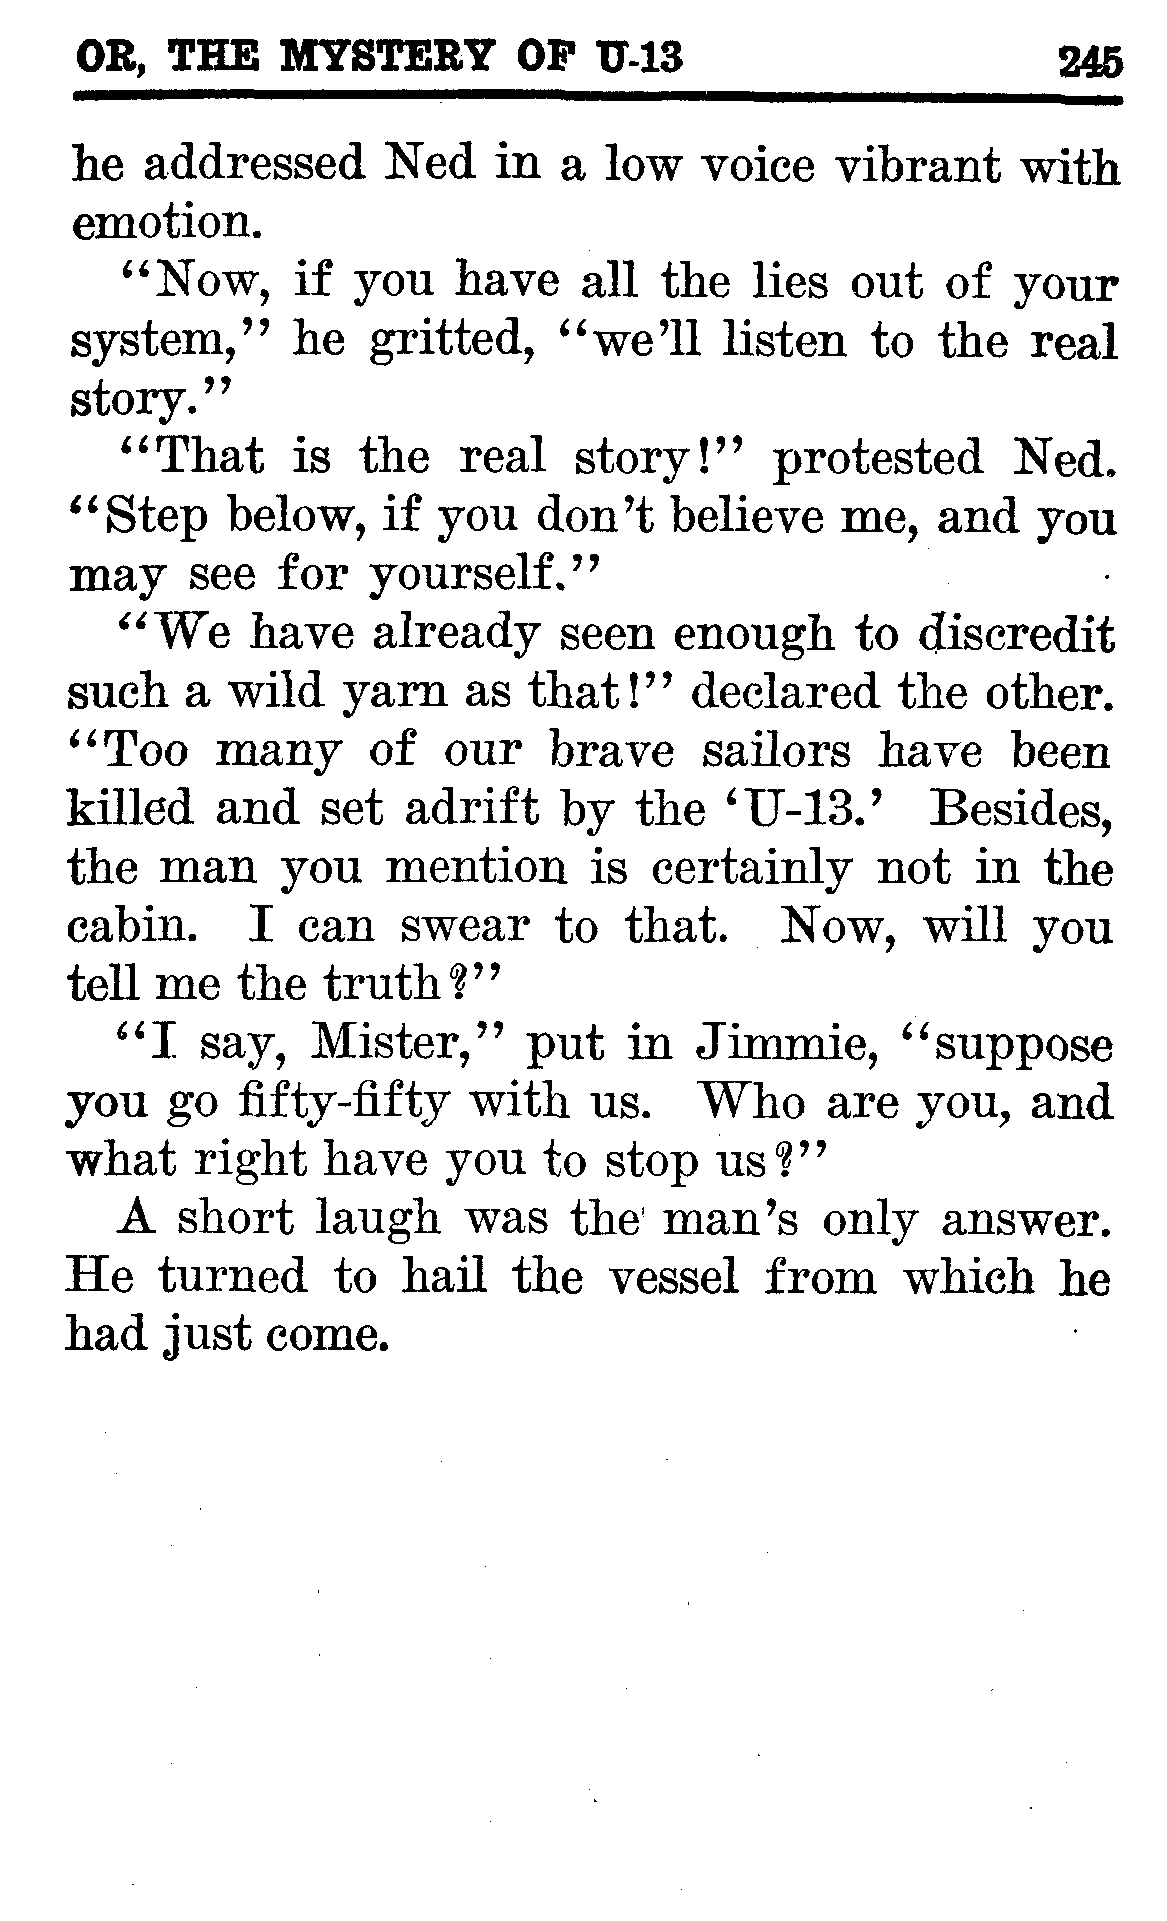 OR, THE MYSTERY OF U-13 245
he addressed Ned in a low voice vibrant with
emotion.
“Now, if you have all the lies out of your
system,” he gritted, “we’ll listen to the real
story.”
“That is the real story!” protested Ned.
“Step below, if you don’t believe me, and you
may see for yourself.”
“We have already seen enough to discredit
such a wild yarn as that!” declared the other.
“Too many of our brave sailors have been
killed and set adrift by the ‘U-13.’ Besides,
the man you mention is certainly not in the
cabin. I can swear to that. Now, will you
tell me the truth?”
“I say, Mister,” put in Jimmie, “suppose
you go fifty-fifty with us. Who are you, and
what right have you to stop us?”
A short laugh was the man’s only answer.
He turned to hail the vessel from which he
had just come.